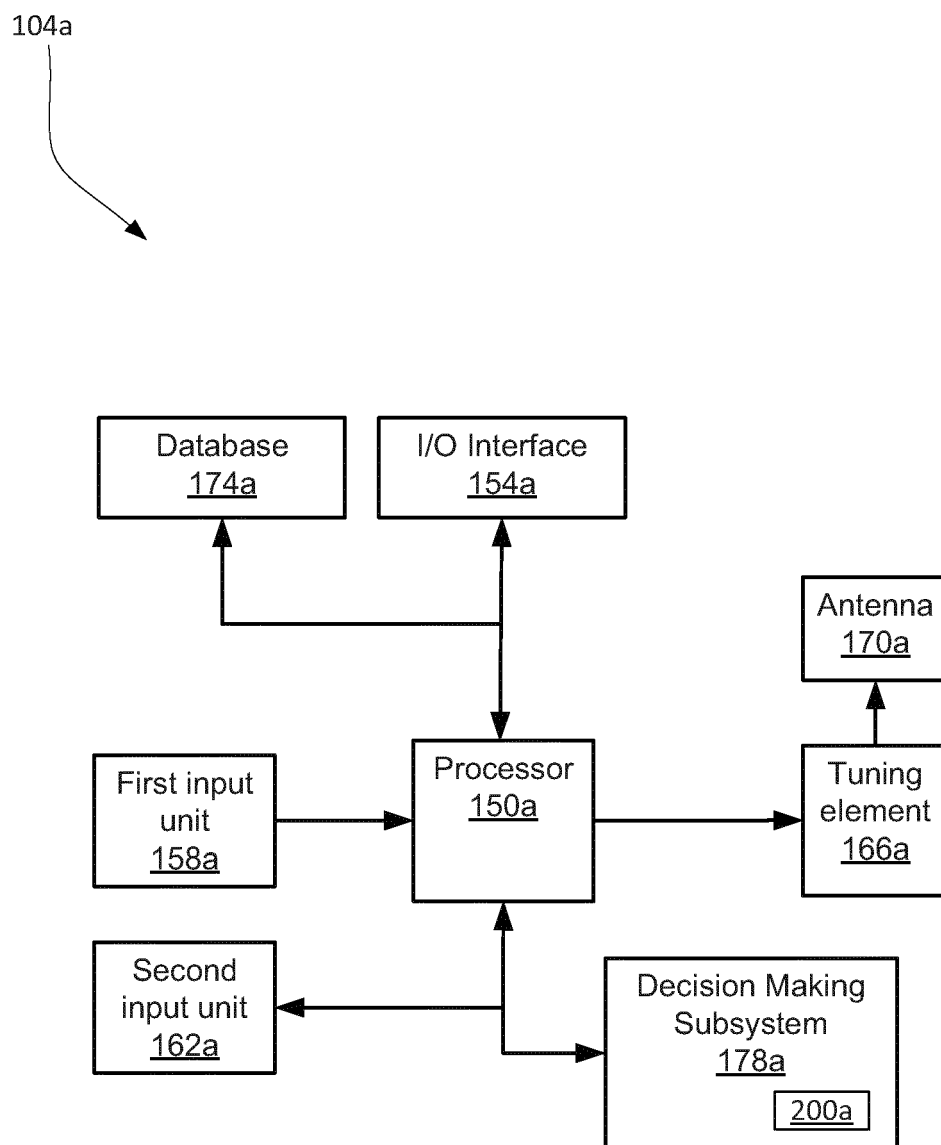 104a
Database
174a
I/O Interface
154a
Antenna
170a
First input
unit
158a
Processor
150a
Tuning
element
166a
Second
input unit
162a
Decision Making
Subsystem
178a
200a